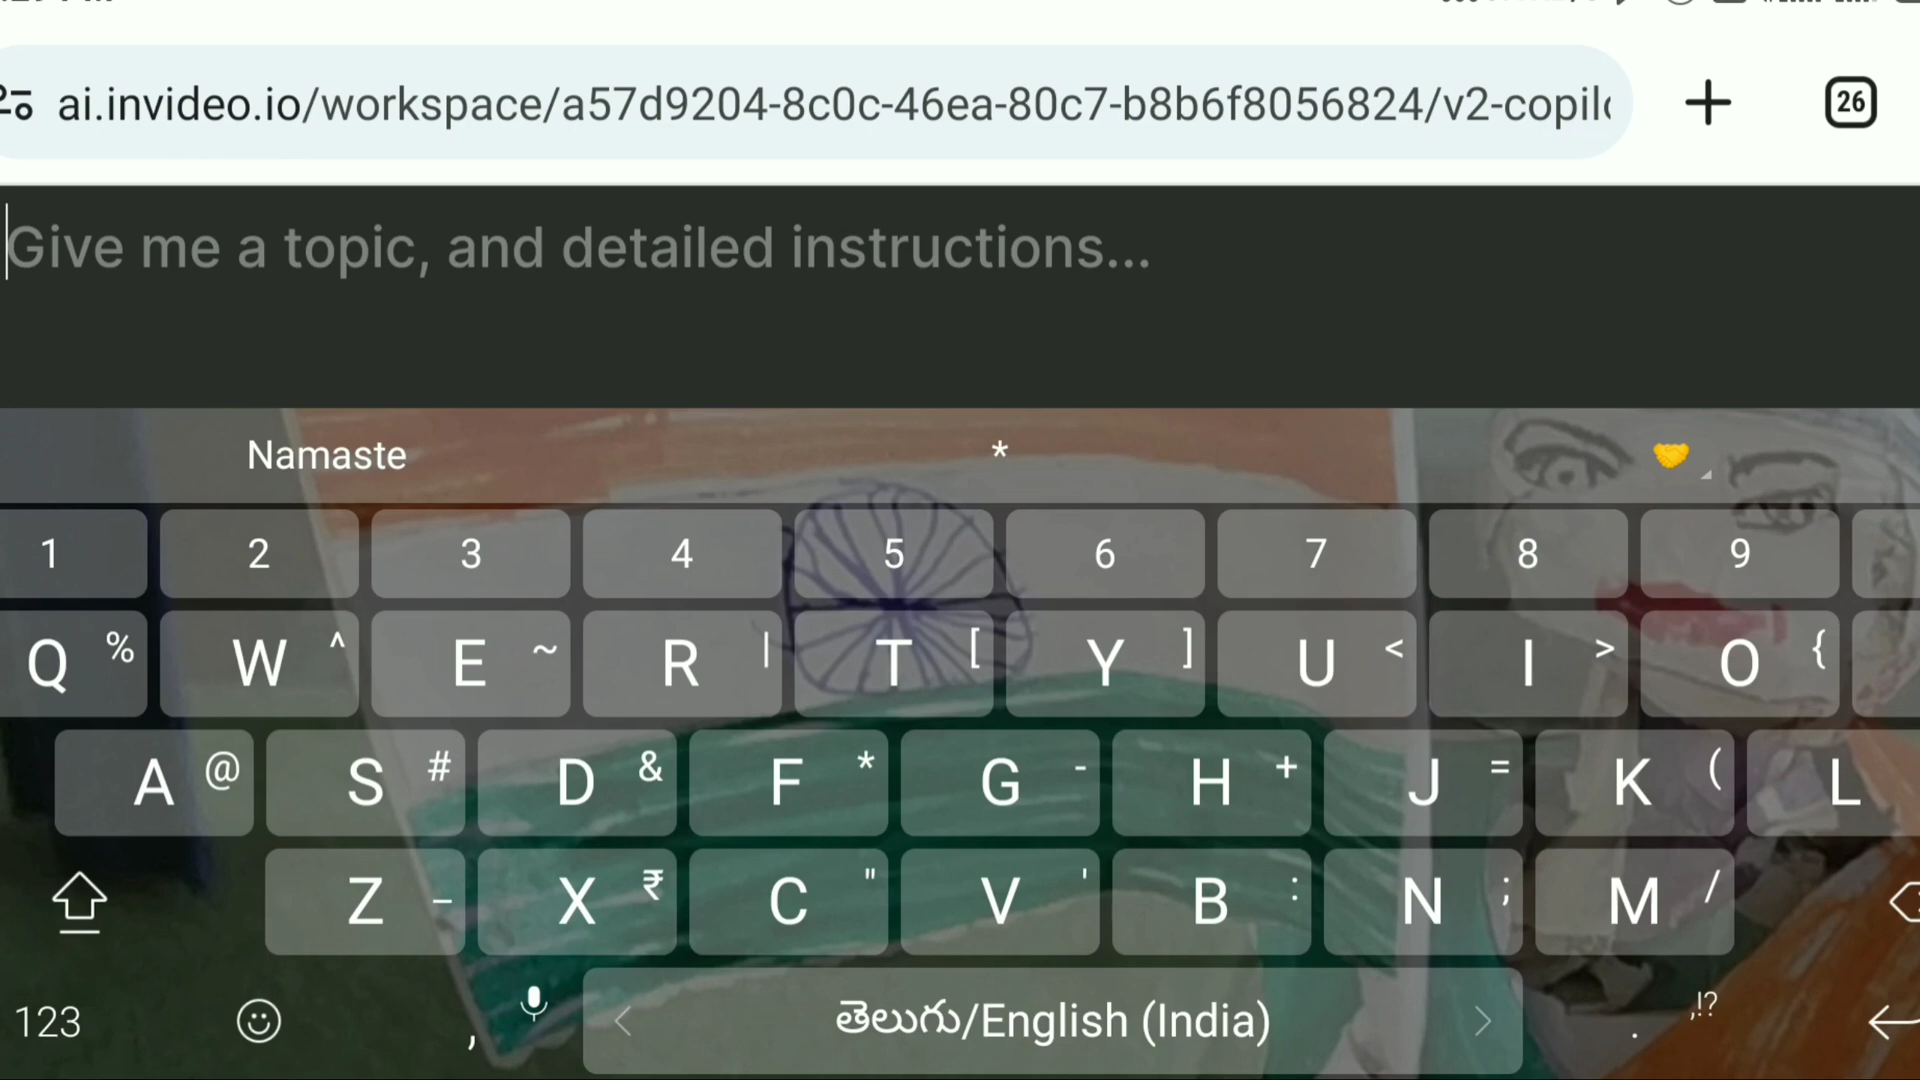 ai.invideo.io/workspace/a57d9204-8c0c-46ea-80c7-b8b6f8056824/v2-copil
26
Give me a topic, and detailed instructions...
Namaste * 🤝
1 2 3 4 5 6 7 8 9
Q % W ^ E ~ R | T [ Y ] U < I > O {
A @ S # D & F * G - H + J = K ( L
Z _ X ₹ C " V ' B : N ; M /
123 , < తెలుగు/English (India) > . ,!?